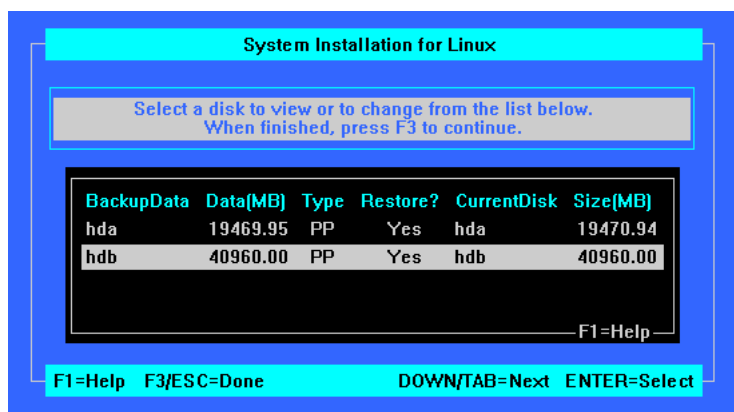 System Installation for Linux
Select a disk to view or to change from the list below.
When finished, press F3 to continue.
BackupData Data(MB) Type Restore? CurrentDisk Size(MB)
hda 19469.95 PP Yes hda 19470.94
hdb 40960.00 PP Yes hdb 40960.00
F1=Help
F1=Help F3/ESC=Done DOWN/TAB=Next ENTER=Select